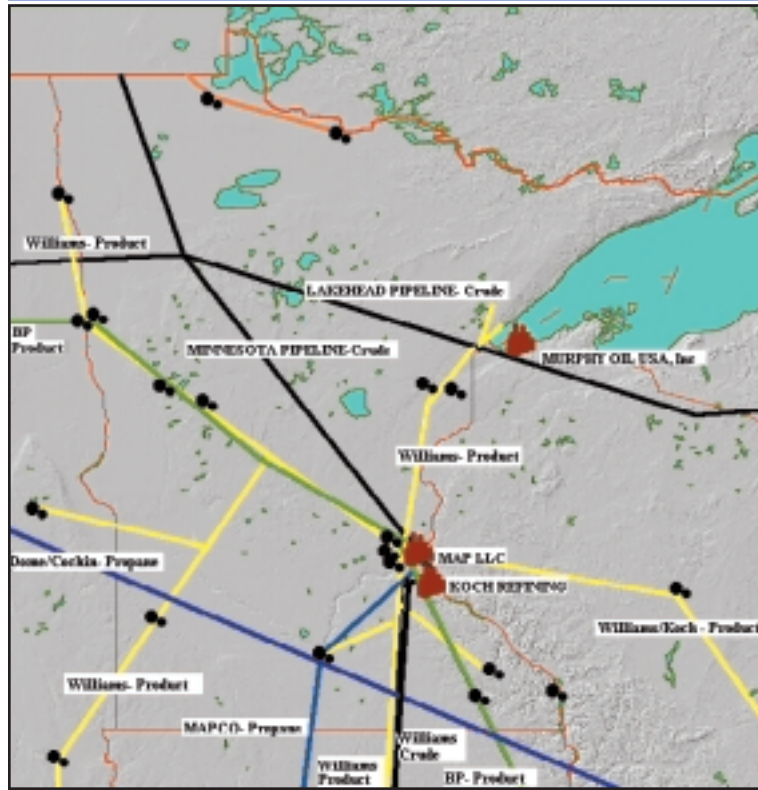 Williams- Product
LAKEHEAD PIPELINE- Crude
BP
Product
MINNESOTA PIPELINE-Crude
MURPHY OIL USA, Inc
Williams- Product
Dome/Cochin- Propane
MAP LLC
KOCH REFINING
Williams/Koch - Product
Williams- Product
MAPCO- Propane
Williams
Crude
Williams
Product
BP- Product